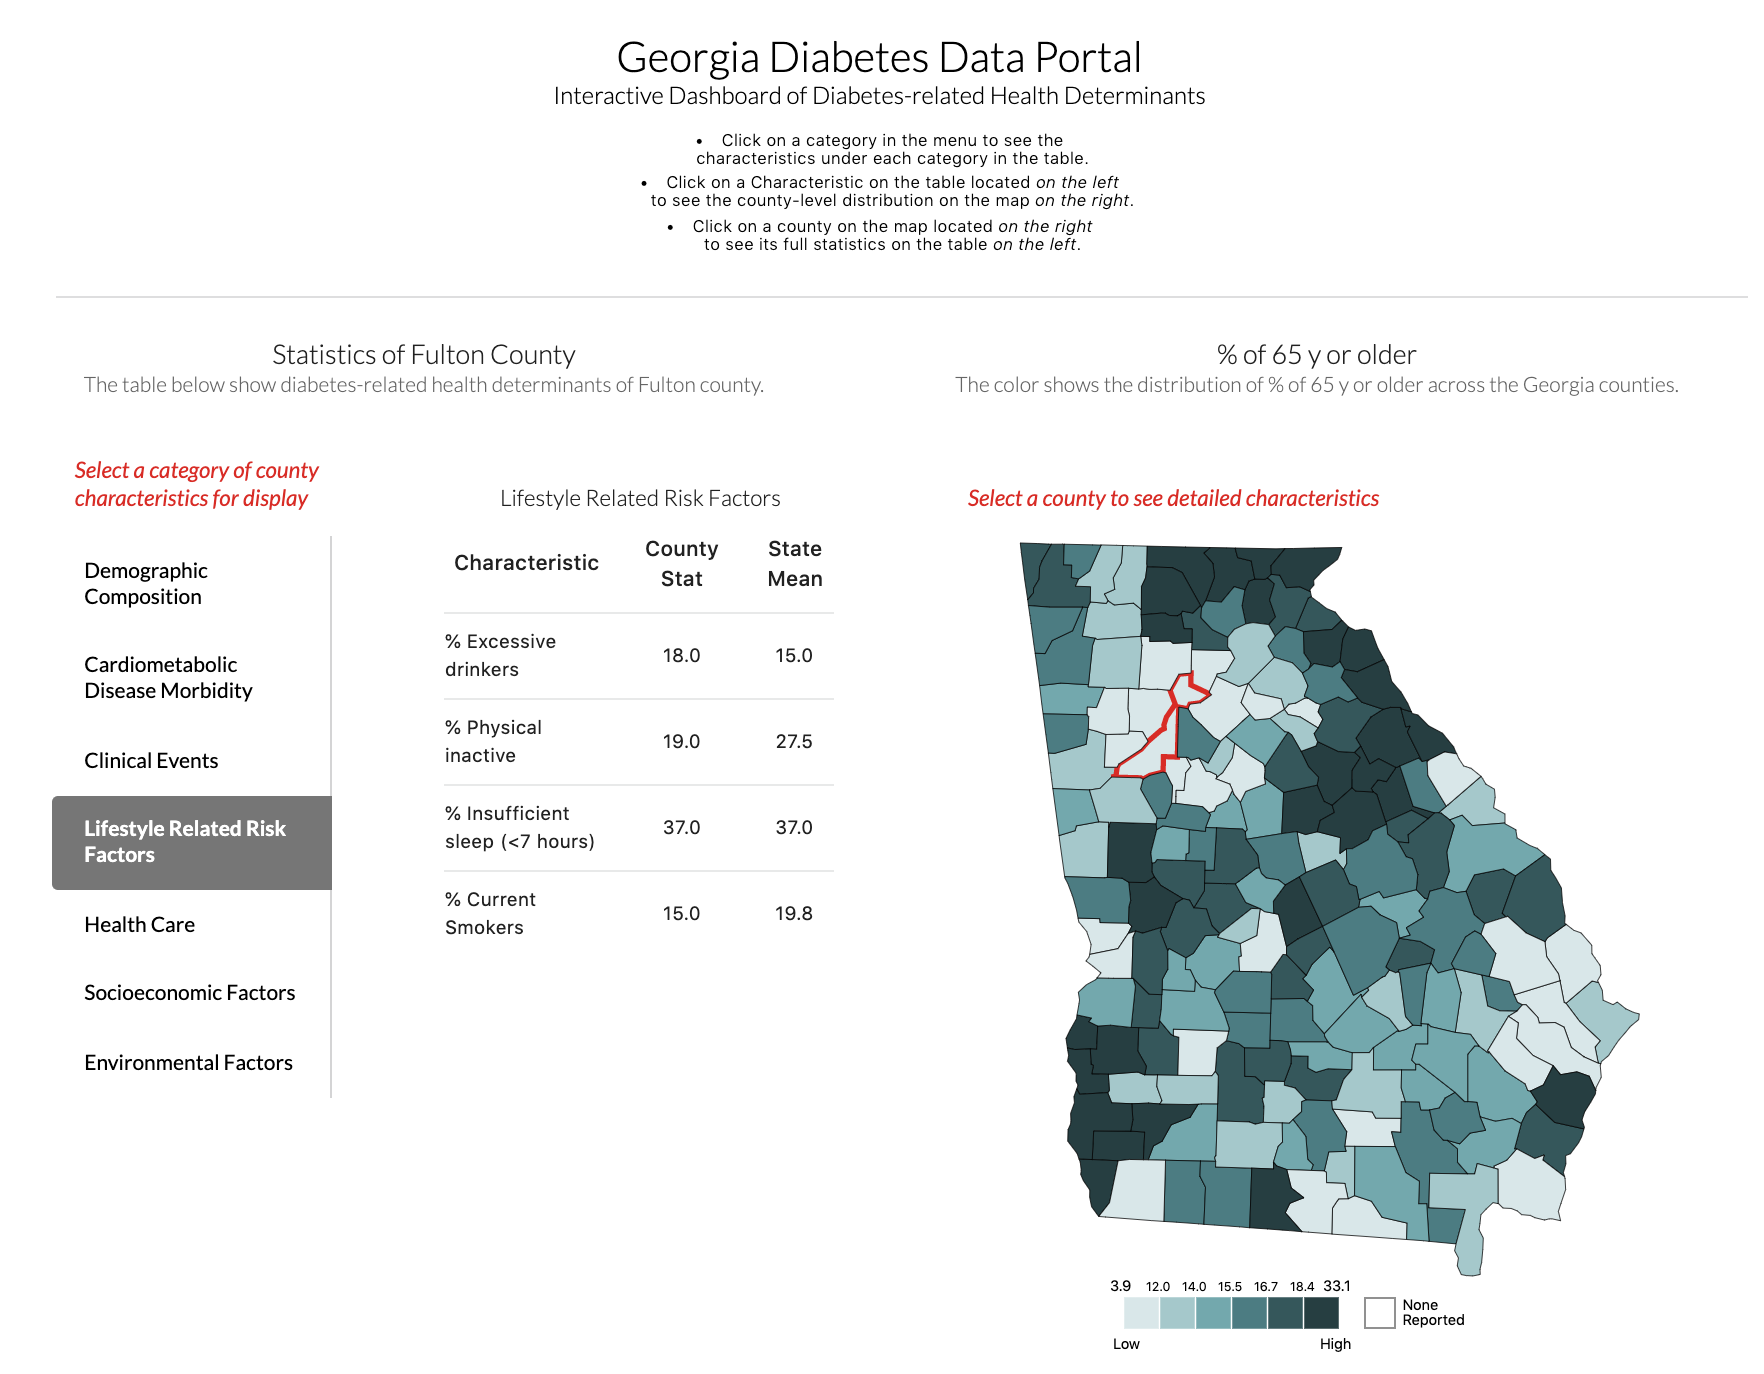 Georgia Diabetes Data Portal
Interactive Dashboard of Diabetes-related Health Determinants
• Click on a category in the menu to see the
characteristics under each category in the table.
• Click on a Characteristic on the table located on the left
to see the county-level distribution on the map on the right.
• Click on a county on the map located on the right
to see its full statistics on the table on the left.
Statistics of Fulton County
The table below show diabetes-related health determinants of Fulton county.
Select a category of county
characteristics for display
Demographic
Composition
Cardiometabolic
Disease Morbidity
Clinical Events
Lifestyle Related Risk
Factors
Health Care
Socioeconomic Factors
Environmental Factors
Lifestyle Related Risk Factors
Characteristic County Stat State Mean
% Excessive
drinkers 18.0 15.0
% Physical
inactive 19.0 27.5
% Insufficient
sleep (<7 hours) 37.0 37.0
% Current
Smokers 15.0 19.8
% of 65 y or older
The color shows the distribution of % of 65 y or older across the Georgia counties.
Select a county to see detailed characteristics
3.9 12.0 14.0 15.5 16.7 18.4 33.1
Low High
None
Reported